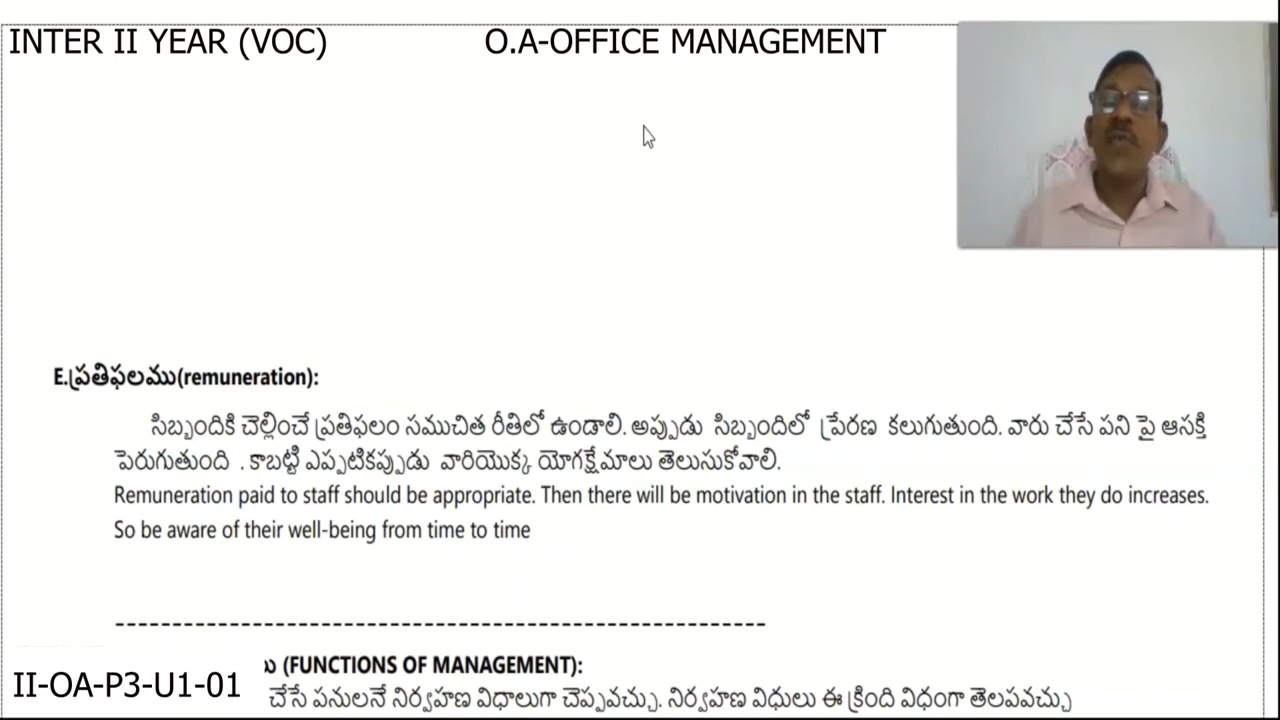 INTER II YEAR (VOC) O.A-OFFICE MANAGEMENT
E.ప్రతిఫలము(remuneration):
సిబ్బందికి చెల్లించే ప్రతిఫలం సముచిత రీతిలో ఉండాలి. అప్పుడు సిబ్బందిలో ప్రేరణ కలుగుతుంది. వారు చేసే పని పై ఆసక్తి
పెరుగుతుంది . కాబట్టి ఎప్పటికప్పుడు వారియొక్క యోగక్షేమాలు తెలుసుకోవాలి.
Remuneration paid to staff should be appropriate. Then there will be motivation in the staff. Interest in the work they do increases.
So be aware of their well-being from time to time
--------------------------------------------------------
(FUNCTIONS OF MANAGEMENT):
II-OA-P3-U1-01
చేసే పనులనే నిర్వహణ విధాలుగా చెప్పవచ్చు. నిర్వహణ విధులు ఈ క్రింది విధంగా తెలపవచ్చు